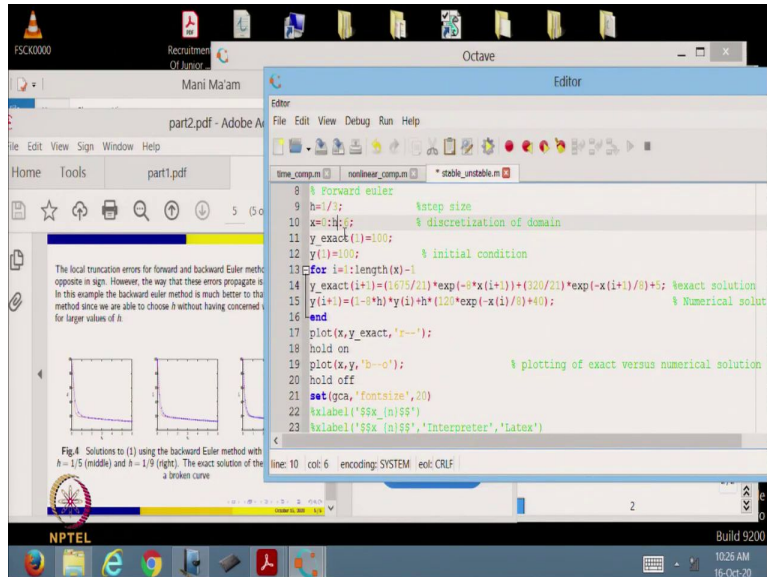 FSCK0000
Recruitmen
Of Junior ...
Octave
Mani Ma'am
Editor
part2.pdf - Adobe A
Editor
File Edit View Debug Run Help
ile Edit View Sign Window Help
Home Tools part1.pdf
time_comp.m nonlinear_comp.m * stable_unstable.m
5 (5 o
8 % Forward euler
9 h=1/3; %step size
10 x=0:h:6; % discretization of domain
11 y_exact(1)=100;
12 y(1)=100; % initial condition
13 for i=1:length(x)-1
14 y_exact(i+1)=(1675/21)*exp(-8*x(i+1))+(320/21)*exp(-x(i+1)/8)+5; %exact solution
15 y(i+1)=(1-8*h)*y(i)+h*(120*exp(-x(i)/8)+40); % Numerical solut
16 end
17 plot(x,y_exact,'r--');
18 hold on
19 plot(x,y,'b--o'); % plotting of exact versus numerical solution
20 hold off
21 set(gca,'fontsize',20)
22 %xlabel('$$x_{n}$$')
23 %xlabel('$$x_{n}$$','Interpreter','Latex')
line: 10 col: 6 encoding: SYSTEM eol: CRLF
The local truncation errors for forward and backward Euler metho
opposite in sign. However, the way that these errors propagate is
In this example the backward euler method is much better to tha
method since we are able to choose h without having concerned
for larger values of h.
Fig.4 Solutions to (1) using the backward Euler method with
h = 1/5 (middle) and h = 1/9 (right). The exact solution of the
a broken curve
October 16, 2020
2
NPTEL
Build 9200
10:26 AM
16-Oct-20